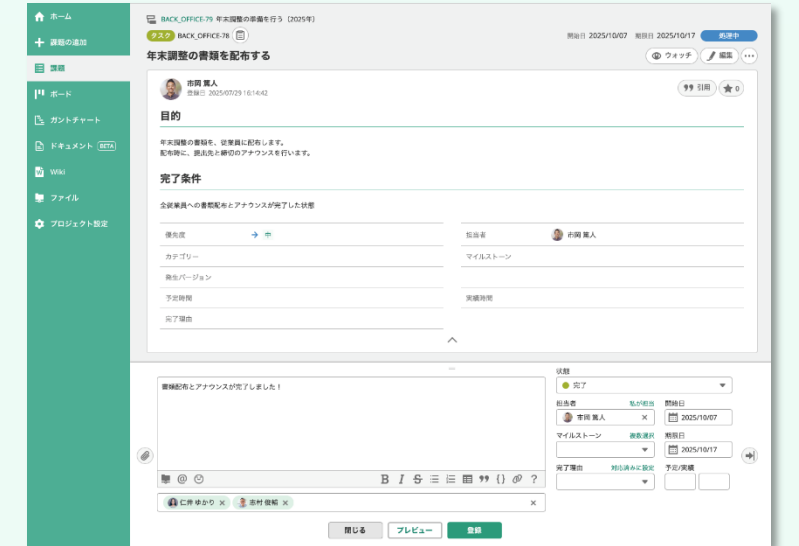 ホーム
課題の追加
課題
ボード
ガントチャート
ドキュメント BETA
Wiki
ファイル
プロジェクト設定
BACK_OFFICE-79 年末調整の準備を行う（2025年）
タスク BACK_OFFICE-78
開始日 2025/10/07 期限日 2025/10/17 処理中
年末調整の書類を配布する
ウォッチ 編集 …
市岡 篤人
登録日 2025/07/29 16:14:42
引用 0
目的
年末調整の書類を、従業員に配布します。
配布時に、提出先と締切のアナウンスを行います。
完了条件
全従業員への書類配布とアナウンスが完了した状態
優先度 中 担当者 市岡 篤人
カテゴリー マイルストーン
発生バージョン
予定時間 実績時間
完了理由
書類配布とアナウンスが完了しました！
B I S
仁井 ゆかり × 志村 俊輔 × ×
状態
完了
担当者 私が担当 開始日
市岡 篤人 × 2025/10/07
マイルストーン 複数選択 期限日
2025/10/17
完了理由 対応済みに設定 予定/実績
閉じる プレビュー 登録